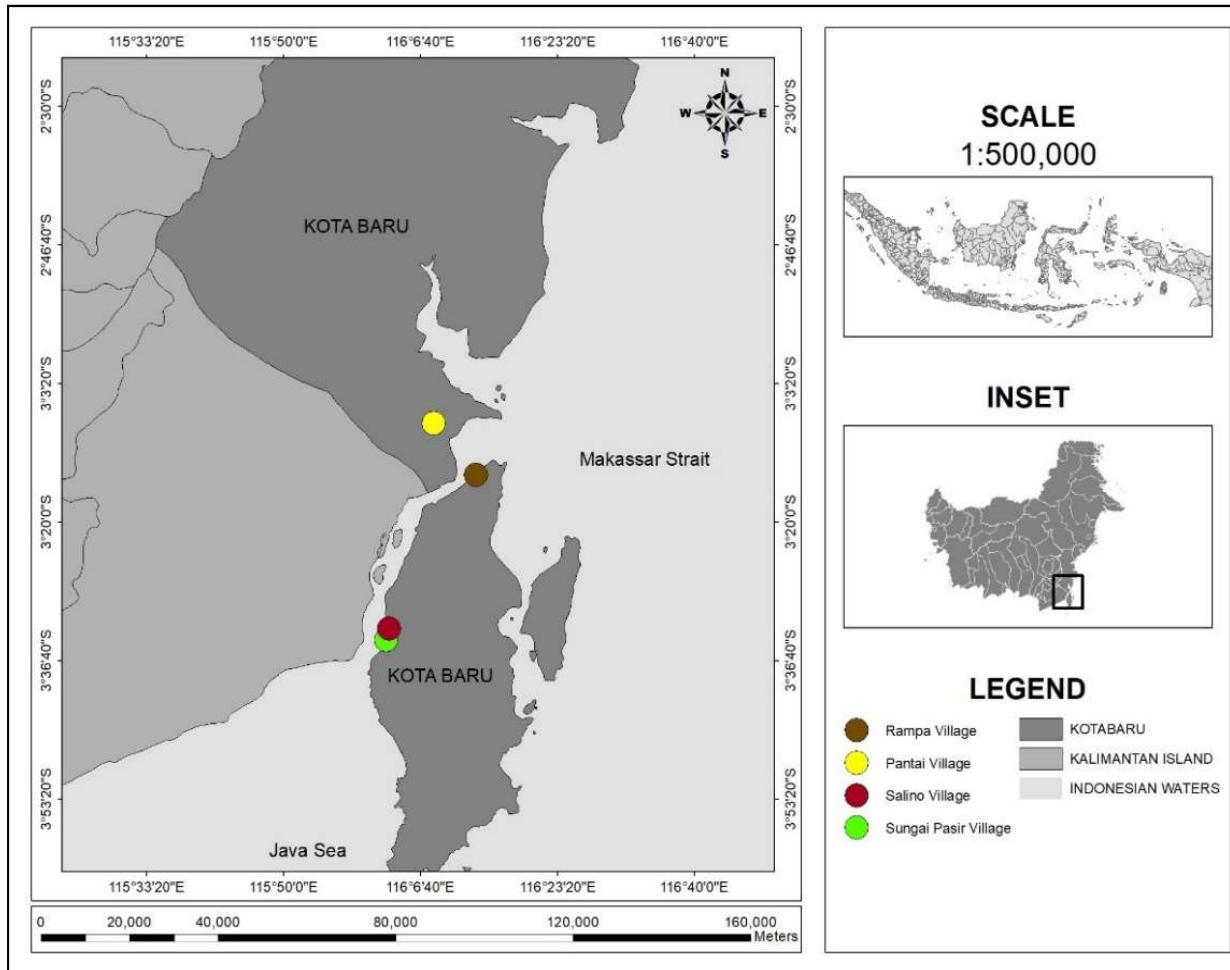 115°33'20"E 115°50'0"E 116°6'40"E 116°23'20"E 116°40'0"E
2°30'0"S
2°46'40"S
3°3'20"S
3°20'0"S
3°36'40"S
3°53'20"S
N
W E
S
KOTA BARU
Makassar Strait
KOTA BARU
Java Sea
2°30'0"S
2°46'40"S
3°3'20"S
3°20'0"S
3°36'40"S
3°53'20"S
115°33'20"E 115°50'0"E 116°6'40"E 116°23'20"E 116°40'0"E
0 20,000 40,000 80,000 120,000 160,000
Meters
SCALE
1:500,000
INSET
LEGEND
Rampa Village
Pantai Village
Salino Village
Sungai Pasir Village
KOTABARU
KALIMANTAN ISLAND
INDONESIAN WATERS